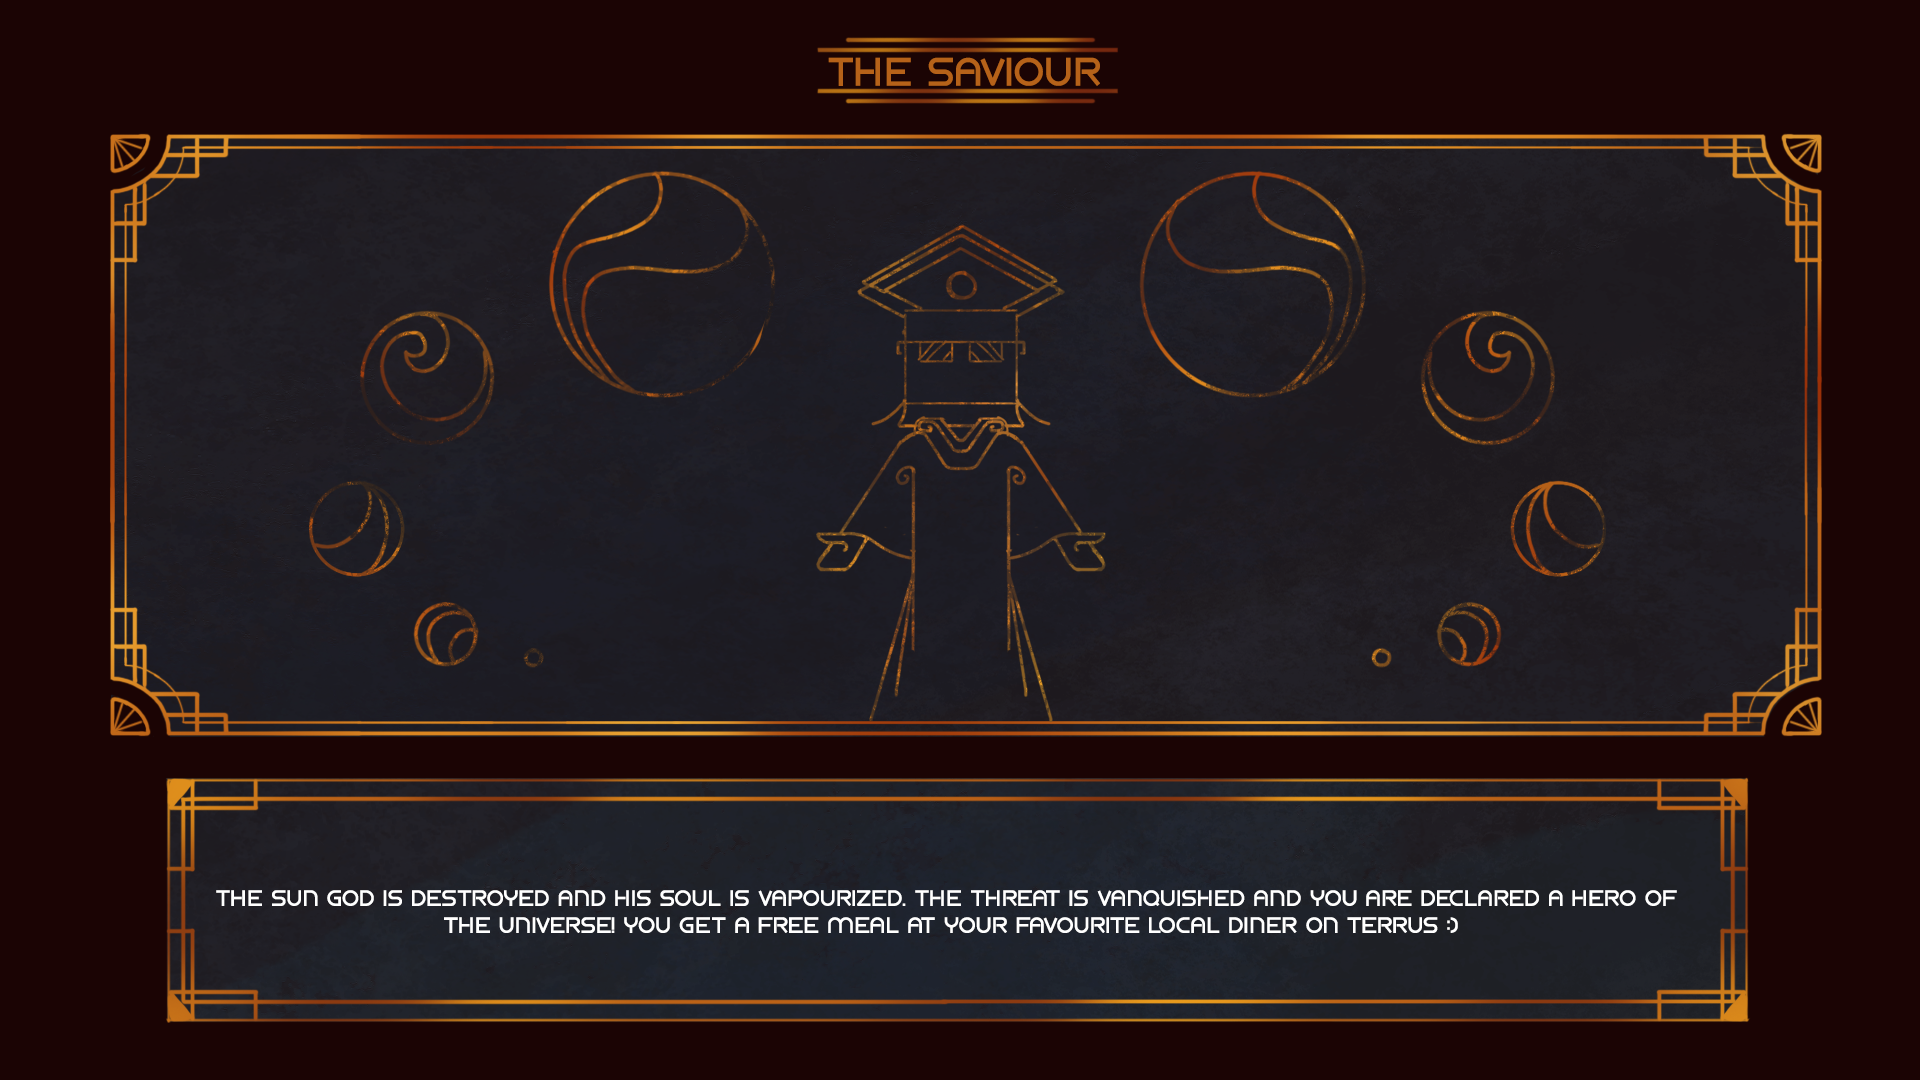 THE SAVIOUR
THE SUN GOD IS DESTROYED AND HIS SOUL IS VAPOURIZED. THE THREAT IS VANQUISHED AND YOU ARE DECLARED A HERO OF
THE UNIVERSE! YOU GET A FREE MEAL AT YOUR FAVOURITE LOCAL DINER ON TERRUS :)